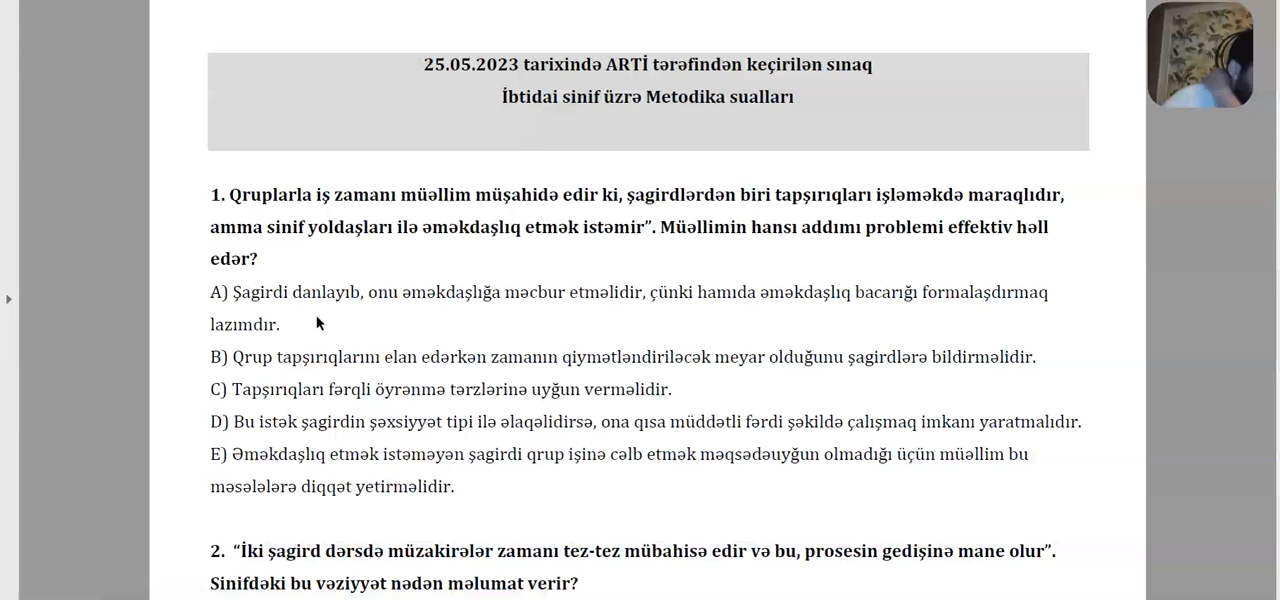 25.05.2023 tarixində ARTİ tərəfindən keçirilən sınaq
İbtidai sinif üzrə Metodika sualları
1. Qruplarla iş zamanı müəllim müşahidə edir ki, şagirdlərdən biri tapşırıqları işləməkdə maraqlıdır,
amma sinif yoldaşları ilə əməkdaşlıq etmək istəmir”. Müəllimin hansı addımı problemi effektiv həll
edər?
A) Şagirdi danlayıb, onu əməkdaşlığa məcbur etməlidir, çünki hamıda əməkdaşlıq bacarığı formalaşdırmaq
lazımdır.
B) Qrup tapşırıqlarını elan edərkən zamanın qiymətləndiriləcək meyar olduğunu şagirdlərə bildirməlidir.
C) Tapşırıqları fərqli öyrənmə tərzlərinə uyğun verməlidir.
D) Bu istək şagirdin şəxsiyyət tipi ilə əlaqəlidirsə, ona qısa müddətli fərdi şəkildə çalışmaq imkanı yaratmalıdır.
E) Əməkdaşlıq etmək istəməyən şagirdi qrup işinə cəlb etmək məqsədəuyğun olmadığı üçün müəllim bu
məsələlərə diqqət yetirməlidir.
2. “İki şagird dərsdə müzakirələr zamanı tez-tez mübahisə edir və bu, prosesin gedişinə mane olur”.
Sinifdəki bu vəziyyət nədən məlumat verir?